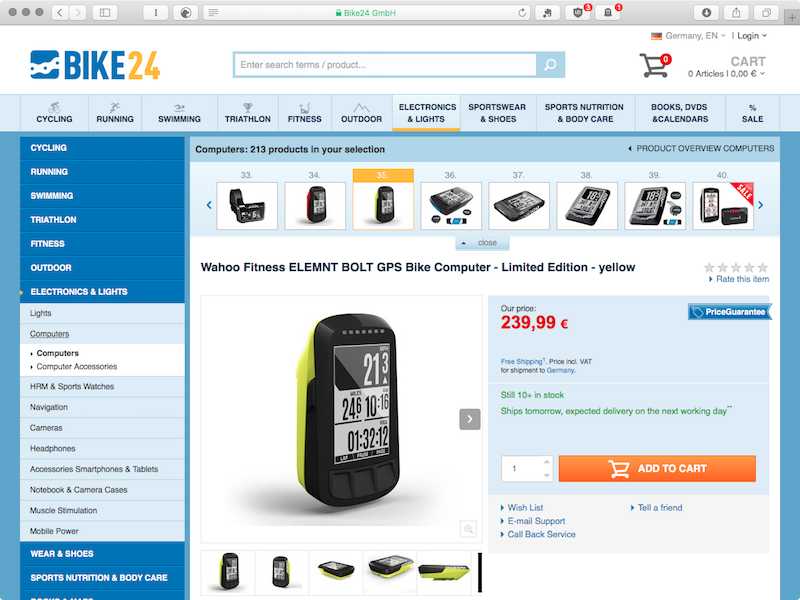 Bike24 GmbH
3
1
Germany, EN
Login
BIKE24
Enter search terms / product...
0
CART
0 Articles | 0,00 €
CYCLING
RUNNING
SWIMMING
TRIATHLON
FITNESS
OUTDOOR
ELECTRONICS
& LIGHTS
SPORTSWEAR
& SHOES
SPORTS NUTRITION
& BODY CARE
BOOKS, DVDS
&CALENDARS
%
SALE
CYCLING
RUNNING
SWIMMING
TRIATHLON
FITNESS
OUTDOOR
ELECTRONICS & LIGHTS
Lights
Computers
Computers
Computer Accessories
HRM & Sports Watches
Navigation
Cameras
Headphones
Accessories Smartphones & Tablets
Notebook & Camera Cases
Muscle Stimulation
Mobile Power
WEAR & SHOES
SPORTS NUTRITION & BODY CARE
Computers: 213 products in your selection
PRODUCT OVERVIEW COMPUTERS
33.
34.
35.
36.
37.
38.
39.
40.
SALE
close
Wahoo Fitness ELEMNT BOLT GPS Bike Computer - Limited Edition - yellow
Rate this item
MPH
21.3
MILES
24.6
10:16
01:32:12
LAP
PAUSE
PAGE
Our price:
239,99 €
PriceGuarantee
Free Shipping¹. Price incl. VAT
for shipment to Germany.
Still 10+ in stock
Ships tomorrow, expected delivery on the next working day**
1
ADD TO CART
Wish List
Tell a friend
E-mail Support
Call Back Service